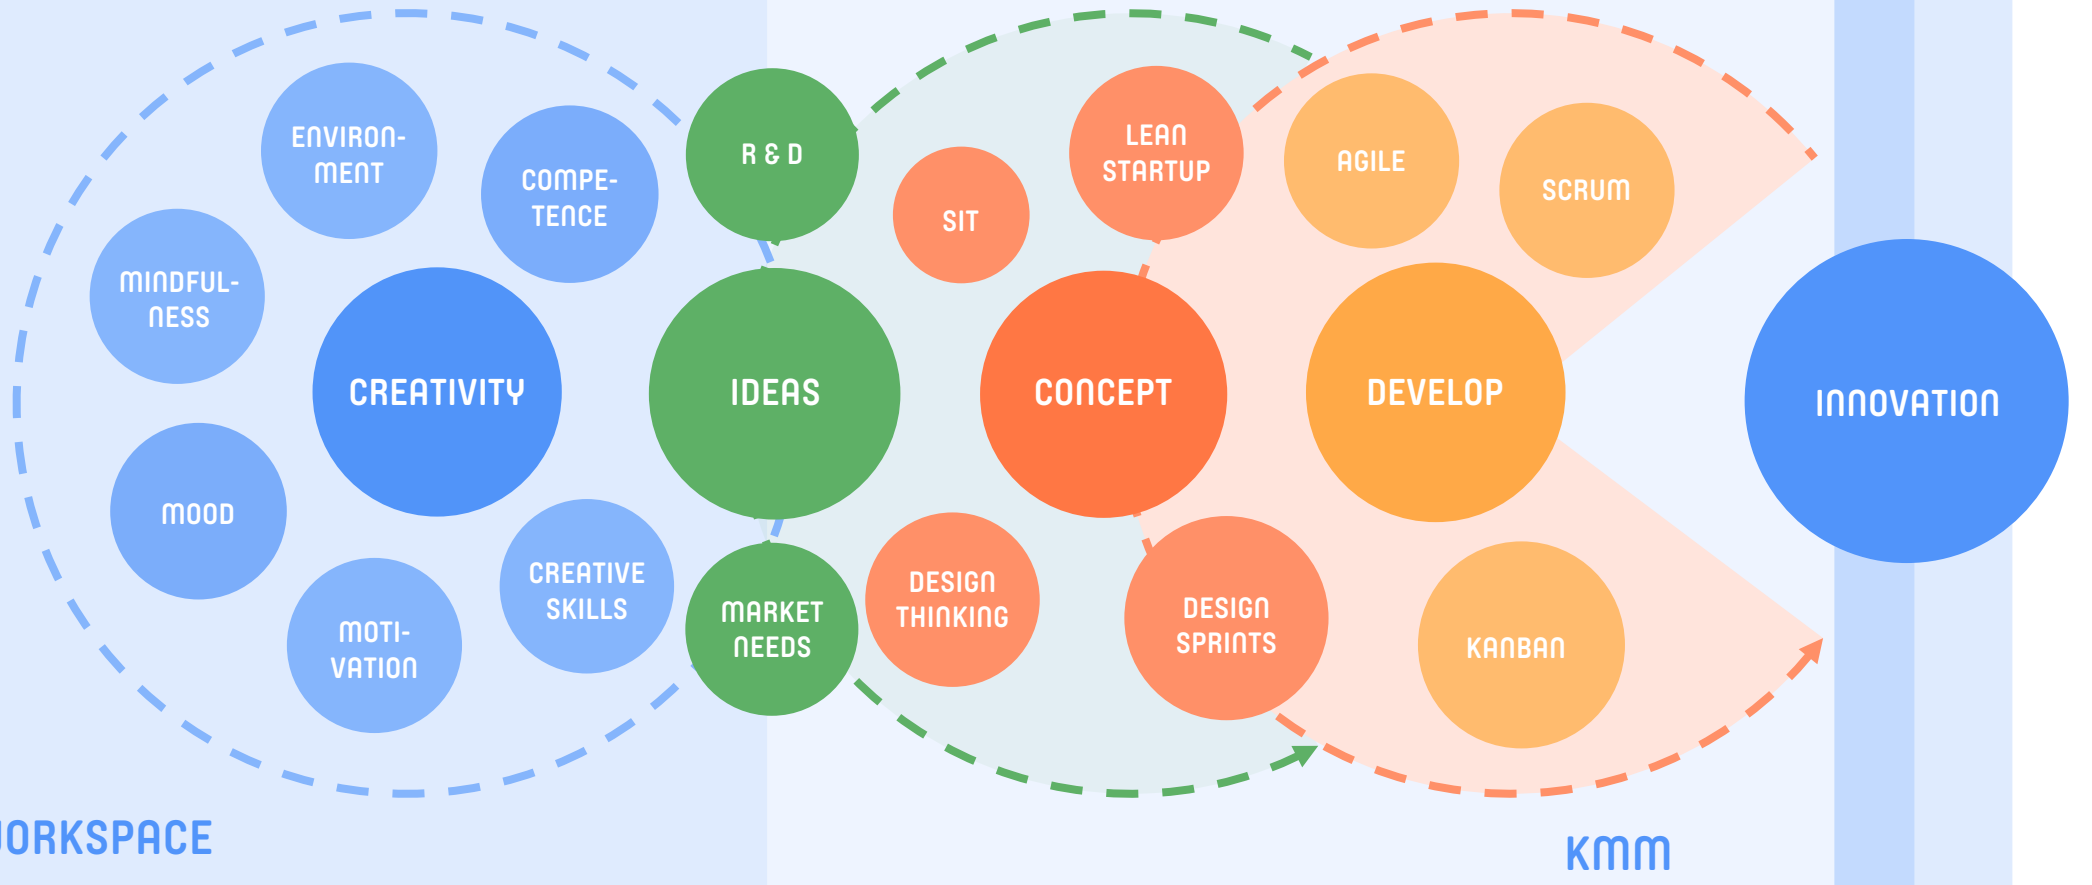 ENVIRON-
MENT
COMPE-
TENCE
MINDFUL-
NESS
CREATIVITY
MOOD
MOTI-
VATION
CREATIVE
SKILLS
R & D
IDEAS
MARKET
NEEDS
SIT
LEAN
STARTUP
CONCEPT
DESIGN
THINKING
DESIGN
SPRINTS
AGILE
SCRUM
DEVELOP
KANBAN
INNOVATION
KMM